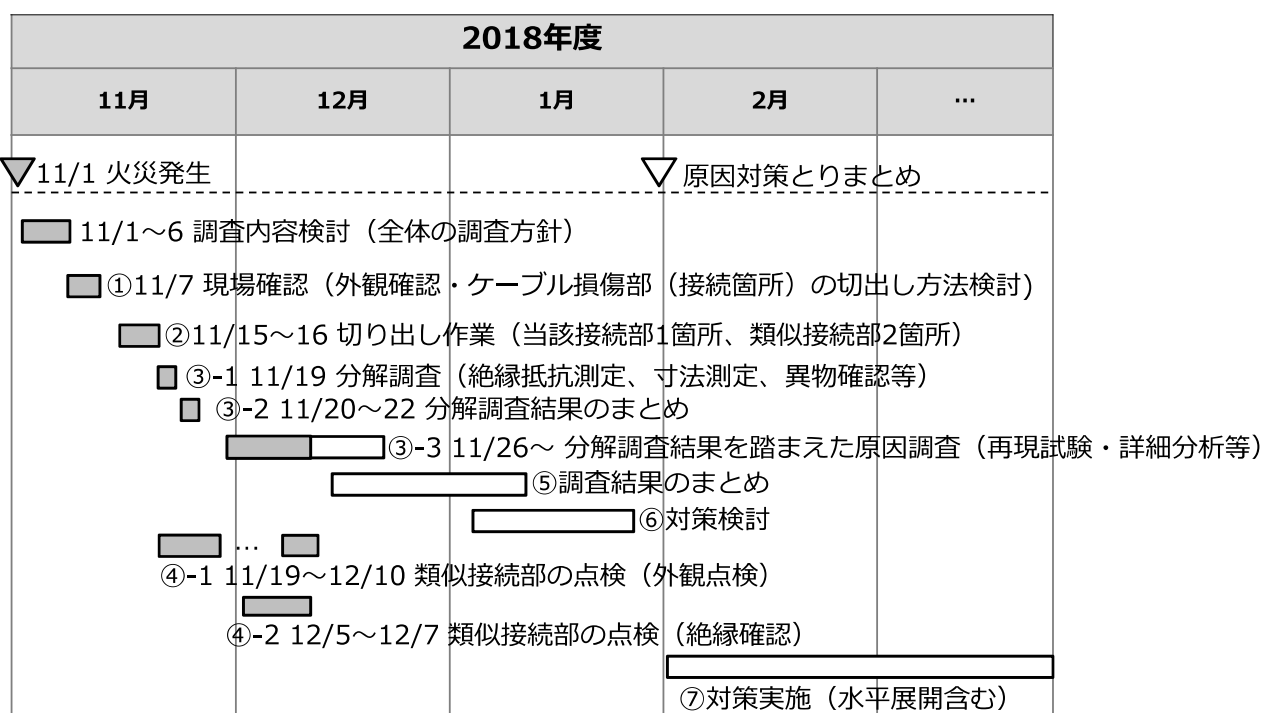 2018年度
11月
12月
1月
2月
…
11/1 火災発生
原因対策とりまとめ
11/1～6 調査内容検討（全体の調査方針）
①11/7 現場確認（外観確認・ケーブル損傷部（接続箇所）の切出し方法検討)
②11/15～16 切り出し作業（当該接続部1箇所、類似接続部2箇所）
③-1 11/19 分解調査（絶縁抵抗測定、寸法測定、異物確認等）
③-2 11/20～22 分解調査結果のまとめ
③-3 11/26～ 分解調査結果を踏まえた原因調査（再現試験・詳細分析等）
⑤調査結果のまとめ
⑥対策検討
…
④-1 11/19～12/10 類似接続部の点検（外観点検）
④-2 12/5～12/7 類似接続部の点検（絶縁確認）
⑦対策実施（水平展開含む）